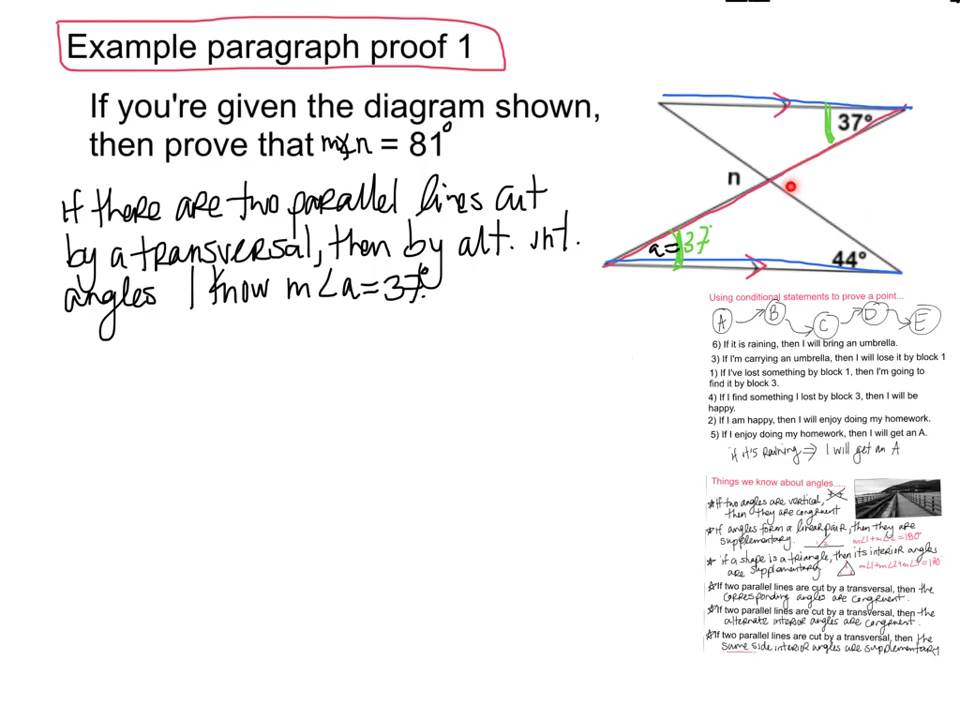 Example paragraph proof 1
If you're given the diagram shown,
then prove that m∡n = 81°
If there are two parallel lines cut
by a transversal, then by alt. int.
angles I know m∠a = 37°.
37°
n
a = 37°
44°
Using conditional statements to prove a point...
A B C D E
6) If it is raining, then I will bring an umbrella.
3) If I'm carrying an umbrella, then I will lose it by block 1
1) If I've lost something by block 1, then I'm going to
find it by block 3.
4) If I find something I lost by block 3, then I will be
happy.
2) If I am happy, then I will enjoy doing my homework.
5) If I enjoy doing my homework, then I will get an A.
if it's raining ⇒ I will get an A
Things we know about angles....
*If two angles are vertical,
then they are congruent
*if angles form a linear pair, then they are
supplementary. m∠1+m∠2=180°
* if a shape is a triangle, then its interior angles
are supplementary m∠1+m∠2+m∠3=180°
*If two parallel lines are cut by a transversal, then the
corresponding angles are congruent.
*If two parallel lines are cut by a transversal, then the
alternate interior angles are congruent.
*If two parallel lines are cut by a transversal, then the
same side interior angles are supplementary